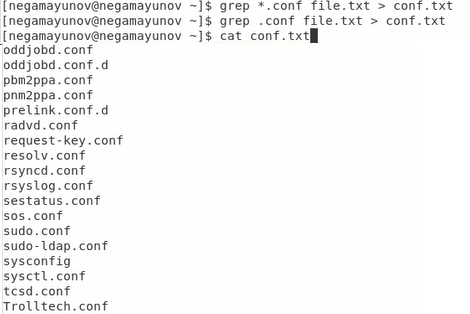 [negamayunov@negamayunov ~]$ grep *.conf file.txt > conf.txt
[negamayunov@negamayunov ~]$ grep .conf file.txt > conf.txt
[negamayunov@negamayunov ~]$ cat conf.txt
oddjobd.conf
oddjobd.conf.d
pbm2ppa.conf
pnm2ppa.conf
prelink.conf.d
radvd.conf
request-key.conf
resolv.conf
rsyncd.conf
rsyslog.conf
sestatus.conf
sos.conf
sudo.conf
sudo-ldap.conf
sysconfig
sysctl.conf
tcsd.conf
Trolltech.conf